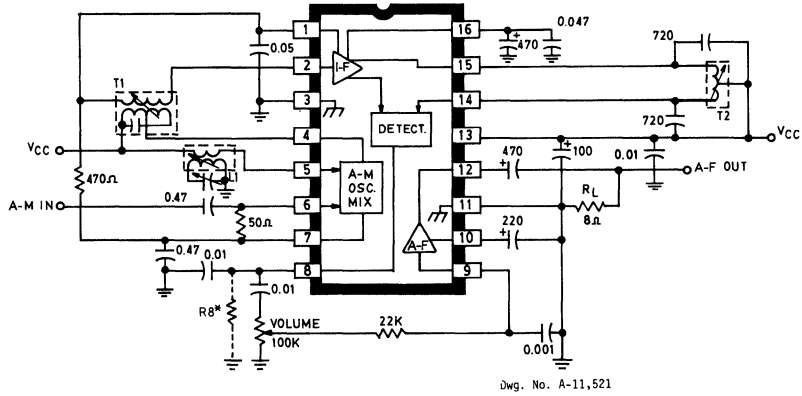 1
0.05
I-F
16
470
0.047
720
2
15
T1
3
14
T2
DETECT.
720
4
13
VCC
VCC
470
100
0.01
5
12
A-F OUT
A-M
OSC.
MIX
470Ω
0.47
A-M IN
6
11
RL
8Ω
50Ω
220
7
10
A-F
0.47
0.01
8
9
0.01
R8*
VOLUME
100K
22K
0.001
Dwg. No. A-11,521